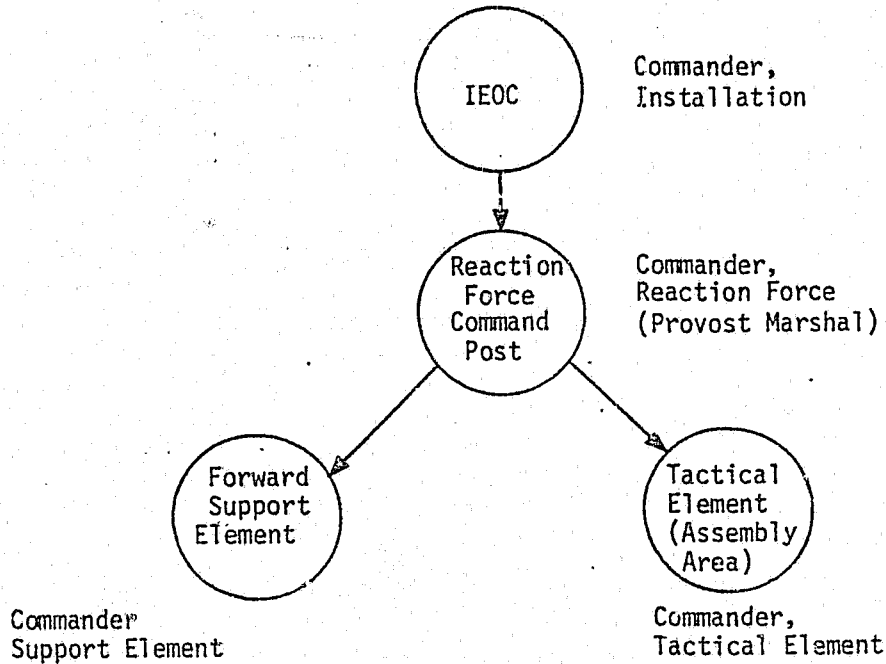 IEOC
Commander,
Installation
Reaction
Force
Command
Post
Commander,
Reaction Force
(Provost Marshal)
Forward
Support
Element
Tactical
Element
(Assembly
Area)
Commander
Support Element
Commander,
Tactical Element